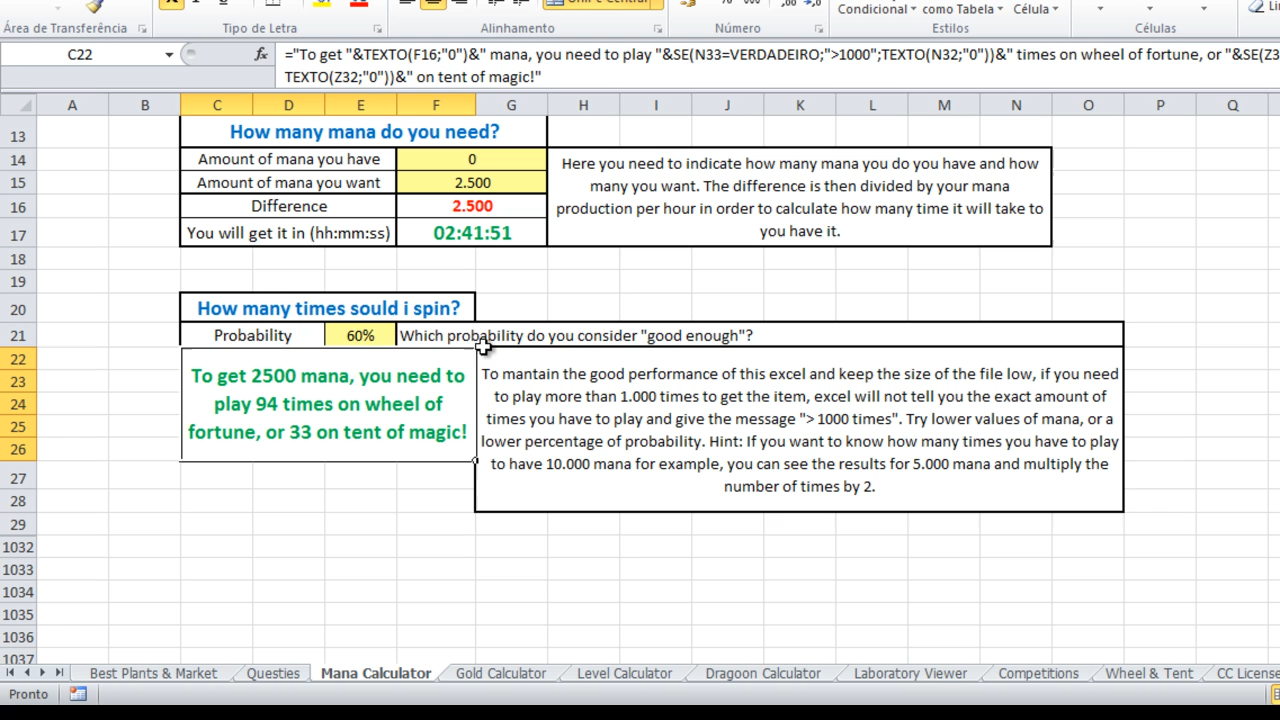 Área de Transferência
Tipo de Letra
Alinhamento
Número
Condicional
como Tabela
Célula
Estilos
Células
C22
fx
="To get "&TEXTO(F16;"0")&" mana, you need to play "&SE(N33=VERDADEIRO;">1000";TEXTO(N32;"0"))&" times on wheel of fortune, or "&SE(Z3
TEXTO(Z32;"0"))&" on tent of magic!"
A B C D E F G H I J K L M N O P Q
13
How many mana do you need?
14
Amount of mana you have
0
15
Amount of mana you want
2.500
16
Difference
2.500
17
You will get it in (hh:mm:ss)
02:41:51
Here you need to indicate how many mana you do you have and how
many you want. The difference is then divided by your mana
production per hour in order to calculate how many time it will take to
you have it.
18
19
20
How many times sould i spin?
21
Probability
60%
Which probability do you consider "good enough"?
22
23
24
25
26
To get 2500 mana, you need to
play 94 times on wheel of
fortune, or 33 on tent of magic!
To mantain the good performance of this excel and keep the size of the file low, if you need
to play more than 1.000 times to get the item, excel will not tell you the exact amount of
times you have to play and give the message "> 1000 times". Try lower values of mana, or a
lower percentage of probability. Hint: If you want to know how many times you have to play
to have 10.000 mana for example, you can see the results for 5.000 mana and multiply the
number of times by 2.
27
28
29
1032
1033
1034
1035
1036
1037
Best Plants & Market
Questies
Mana Calculator
Gold Calculator
Level Calculator
Dragoon Calculator
Laboratory Viewer
Competitions
Wheel & Tent
CC License
Pronto